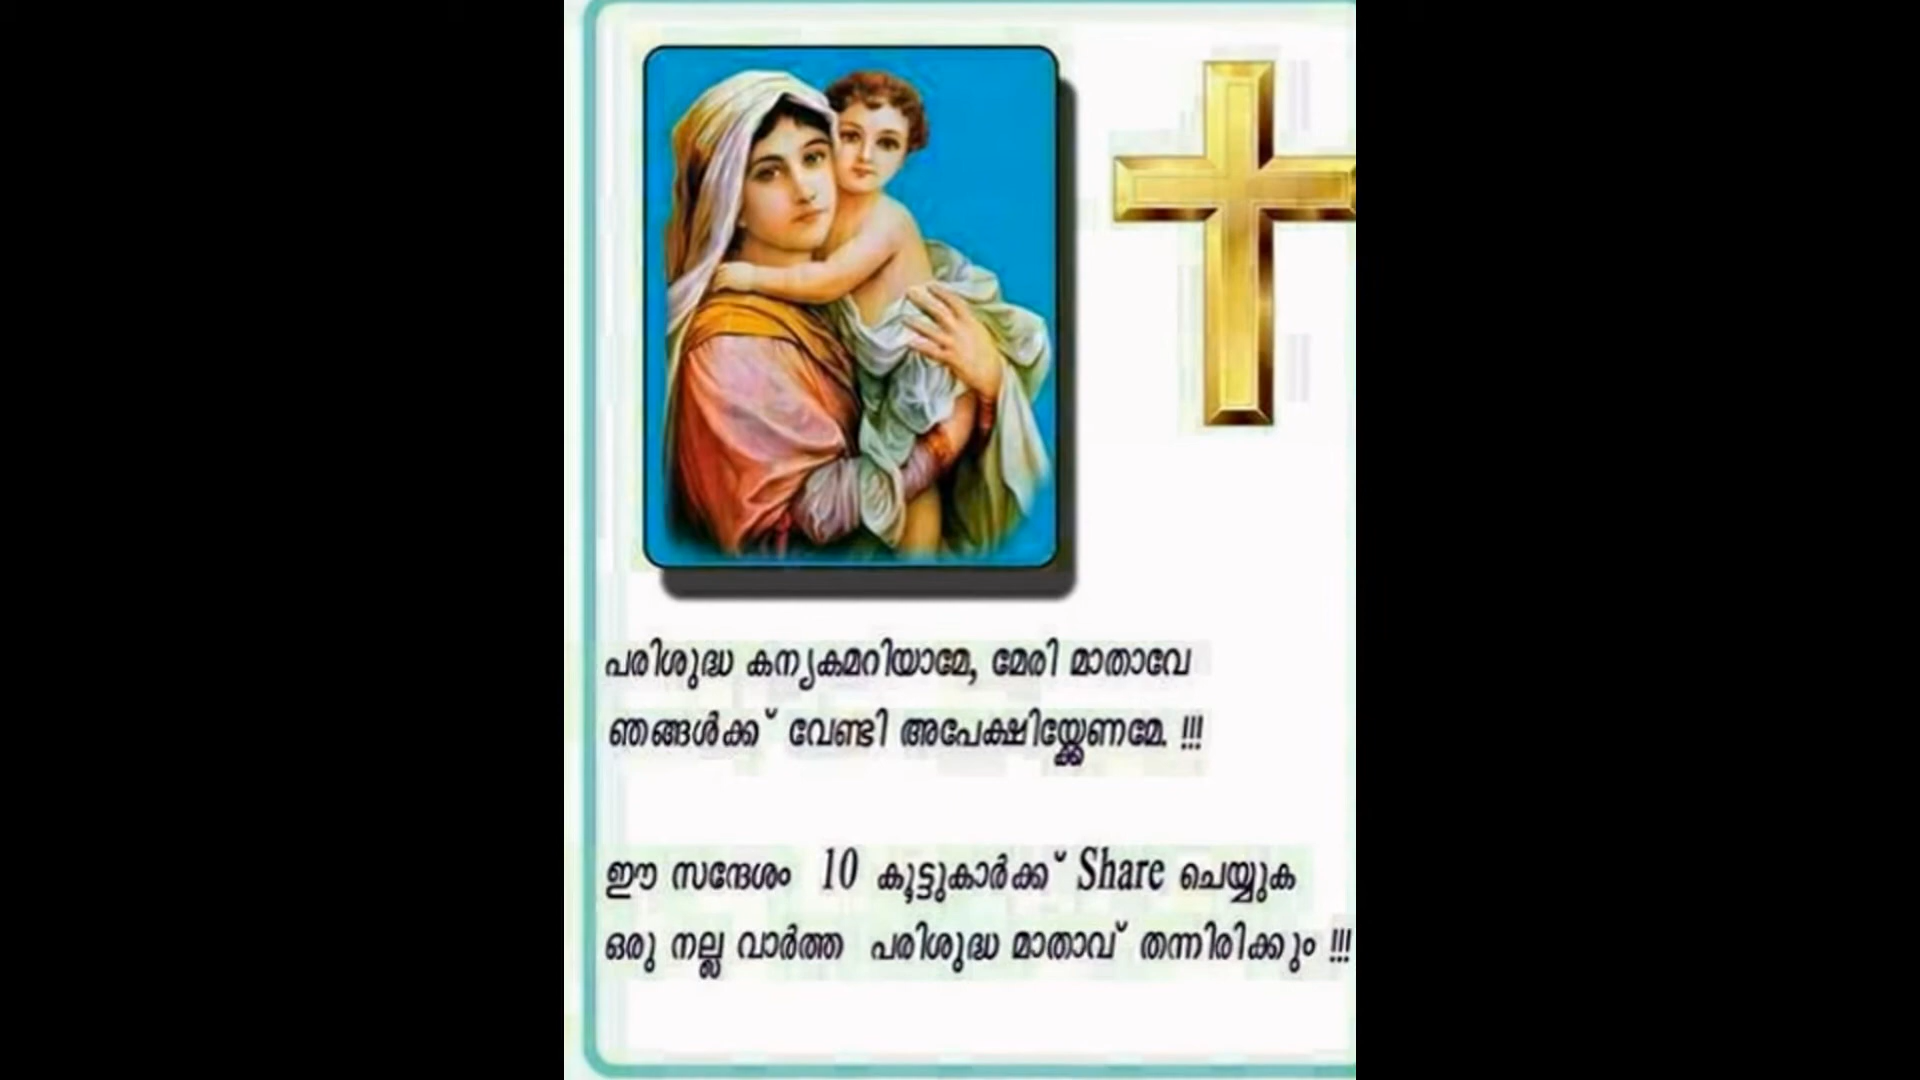 പരിശുദ്ധ കന്യകമറിയാമേ, മേരി മാതാവേ
ഞങ്ങൾക്ക് വേണ്ടി അപേക്ഷിയ്ക്കേണമേ. !!!
ഈ സന്ദേശം 10 കൂട്ടുകാർക്ക് Share ചെയ്യുക
ഒരു നല്ല വാർത്ത പരിശുദ്ധ മാതാവ് തന്നിരിക്കും !!!